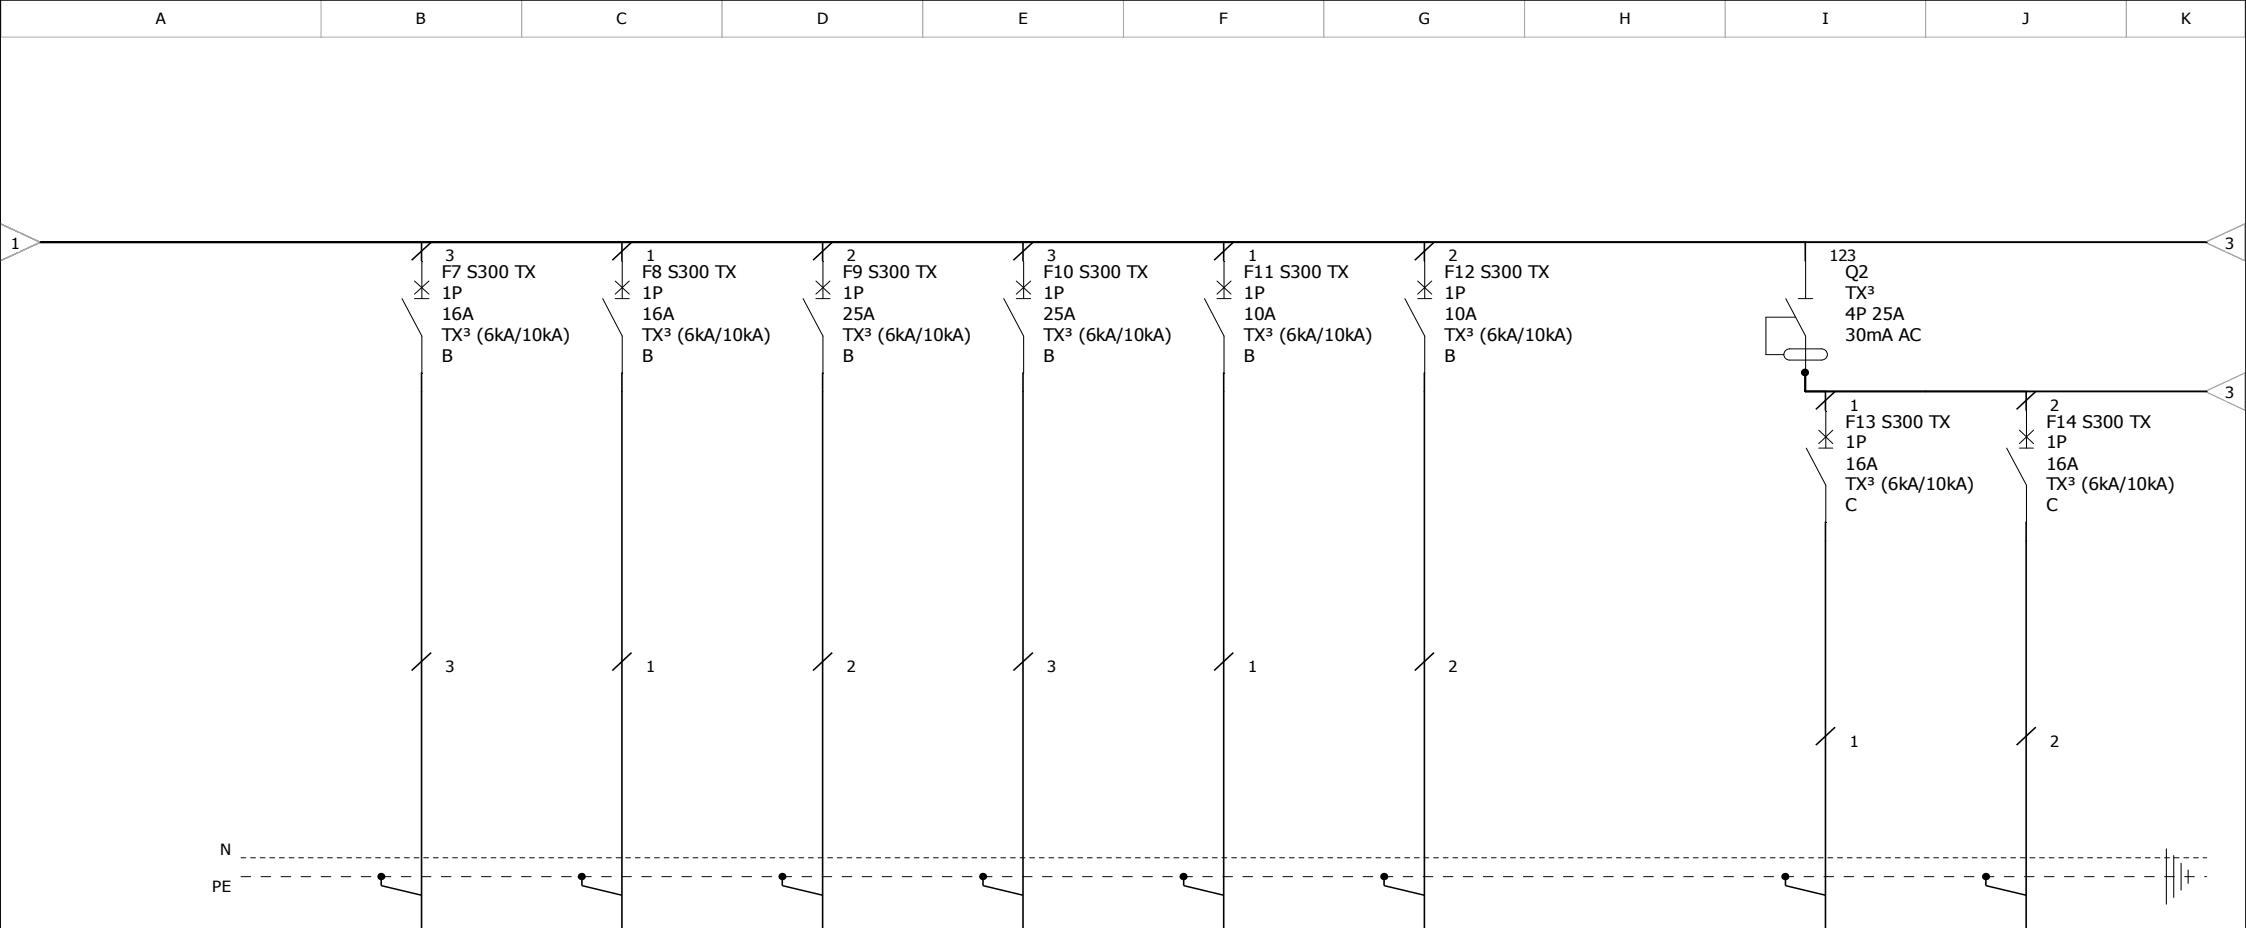 A B C D E F G H I J K
1
3
3
F7 S300 TX
1P
16A
TX³ (6kA/10kA)
B
1
F8 S300 TX
1P
16A
TX³ (6kA/10kA)
B
2
F9 S300 TX
1P
25A
TX³ (6kA/10kA)
B
3
F10 S300 TX
1P
25A
TX³ (6kA/10kA)
B
1
F11 S300 TX
1P
10A
TX³ (6kA/10kA)
B
2
F12 S300 TX
1P
10A
TX³ (6kA/10kA)
B
123
Q2
TX³
4P 25A
30mA AC
3
1
F13 S300 TX
1P
16A
TX³ (6kA/10kA)
C
2
F14 S300 TX
1P
16A
TX³ (6kA/10kA)
C
3 1 2 3 1 2
1 2
N
PE